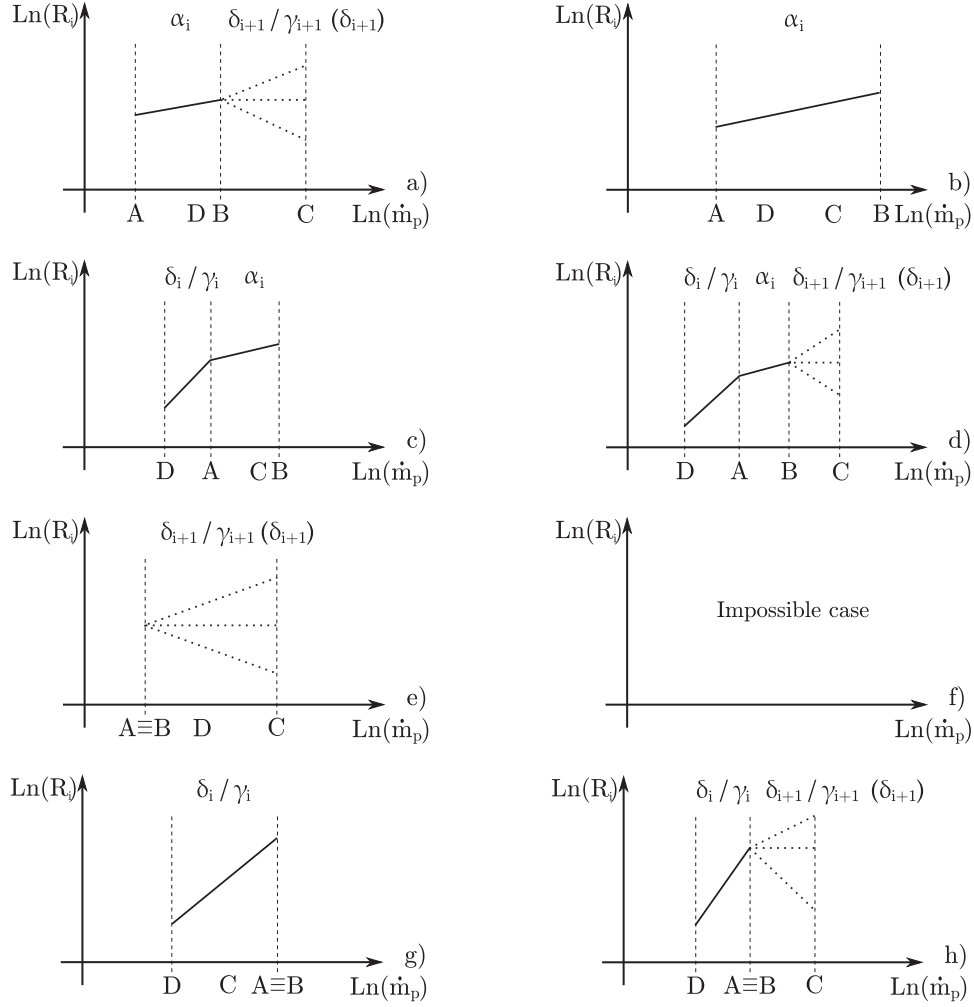 Ln(Rᵢ) αᵢ δᵢ₊₁ / γᵢ₊₁ (δᵢ₊₁)
a)
A D B C Ln(ṁₚ)
Ln(Rᵢ) αᵢ
b)
A D C B Ln(ṁₚ)
Ln(Rᵢ) δᵢ / γᵢ αᵢ
c)
D A C B Ln(ṁₚ)
Ln(Rᵢ) δᵢ / γᵢ αᵢ δᵢ₊₁ / γᵢ₊₁ (δᵢ₊₁)
d)
D A B C Ln(ṁₚ)
Ln(Rᵢ) δᵢ₊₁ / γᵢ₊₁ (δᵢ₊₁)
e)
A≡B D C Ln(ṁₚ)
Ln(Rᵢ)
Impossible case
f)
Ln(ṁₚ)
Ln(Rᵢ) δᵢ / γᵢ
g)
D C A≡B Ln(ṁₚ)
Ln(Rᵢ) δᵢ / γᵢ δᵢ₊₁ / γᵢ₊₁ (δᵢ₊₁)
h)
D A≡B C Ln(ṁₚ)